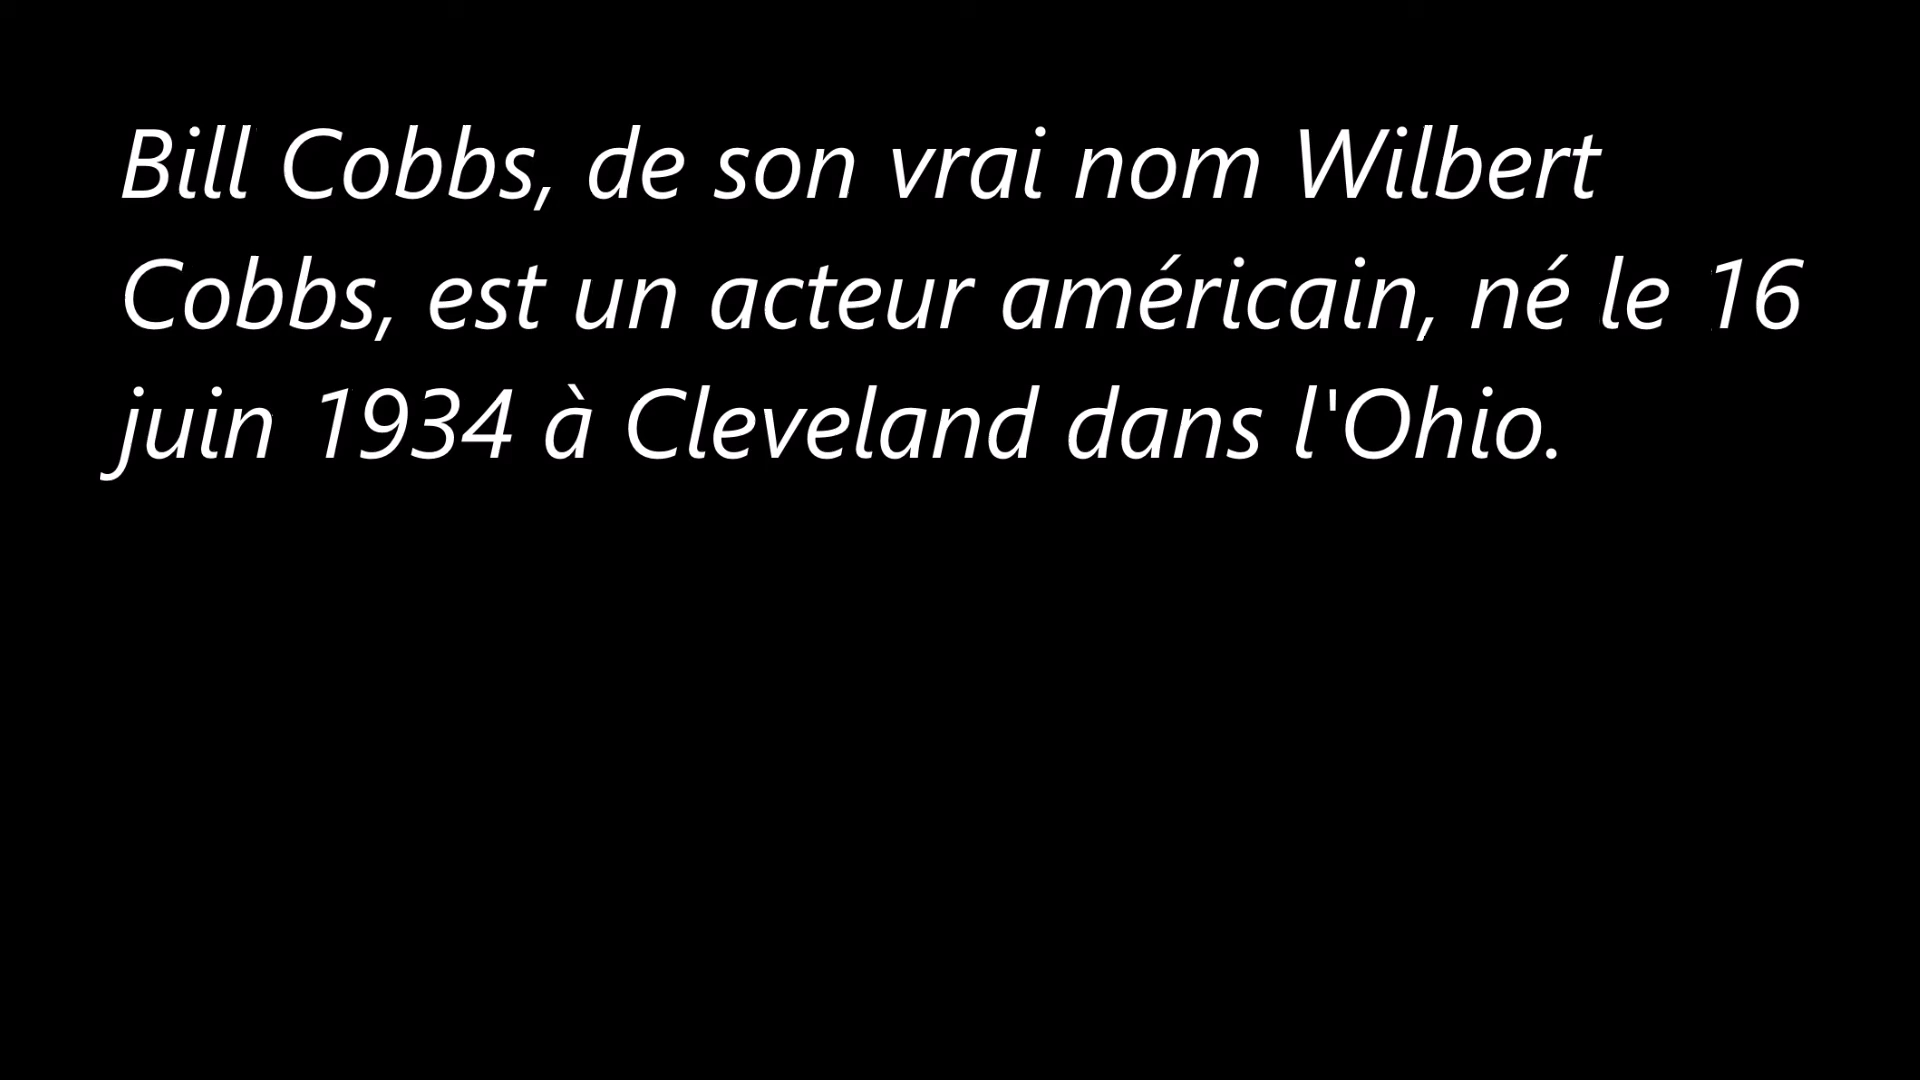 Bill Cobbs, de son vrai nom Wilbert
Cobbs, est un acteur américain, né le 16
juin 1934 à Cleveland dans l'Ohio.